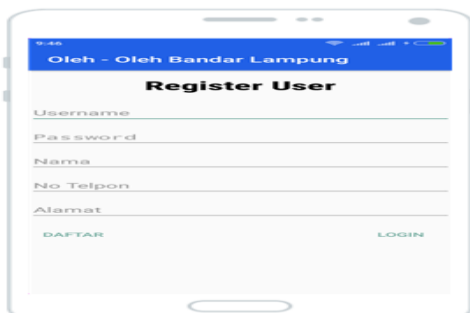 9:46
Oleh - Oleh Bandar Lampung
Register User
Username
Password
Nama
No Telpon
Alamat
DAFTAR LOGIN